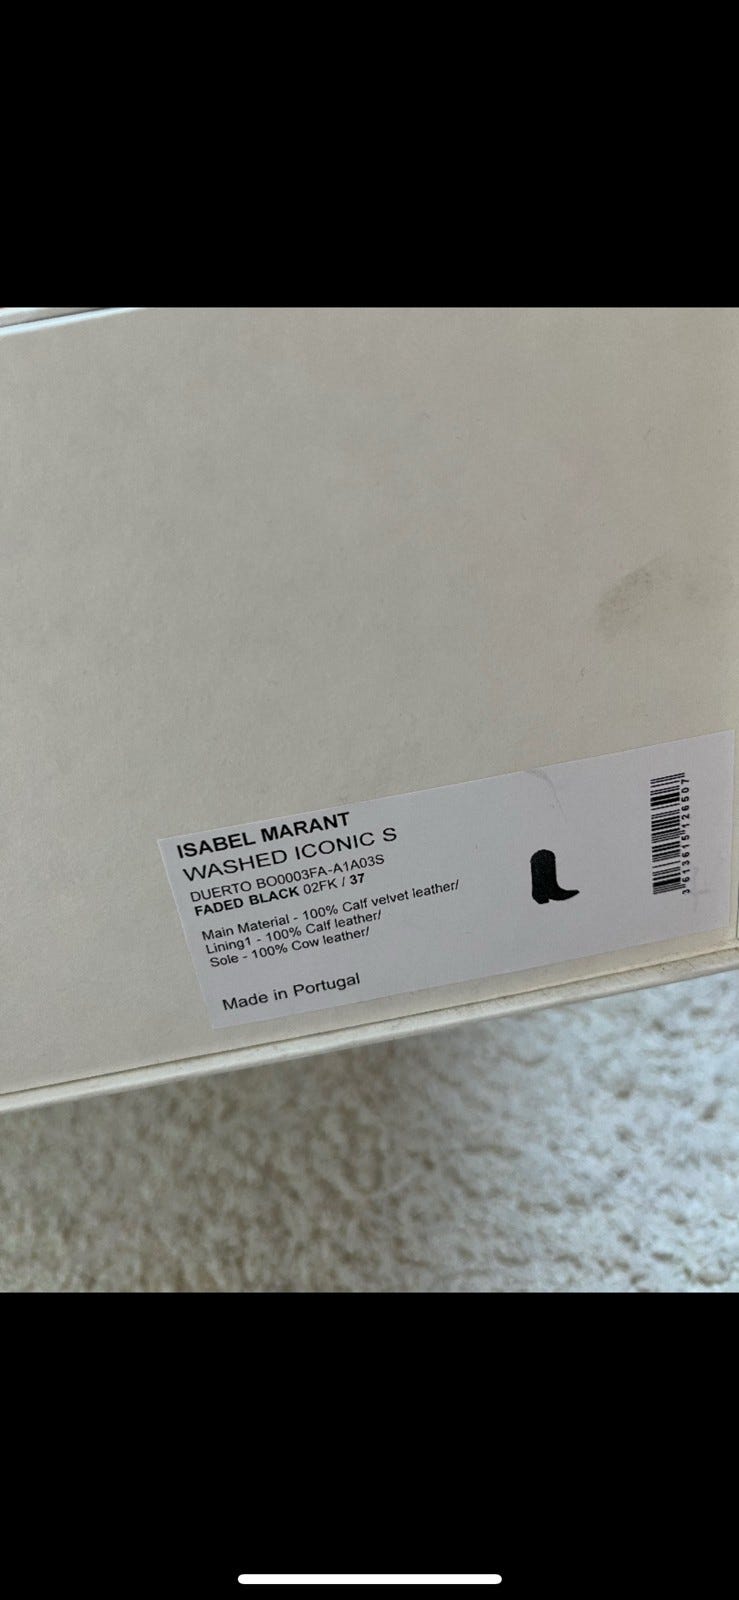 ISABEL MARANT
WASHED ICONIC S
DUERTO BO0003FA-A1A03S
FADED BLACK 02FK / 37
Main Material - 100% Calf velvet leather/
Lining1 - 100% Calf leather/
Sole - 100% Cow leather/
Made in Portugal
3613615126507